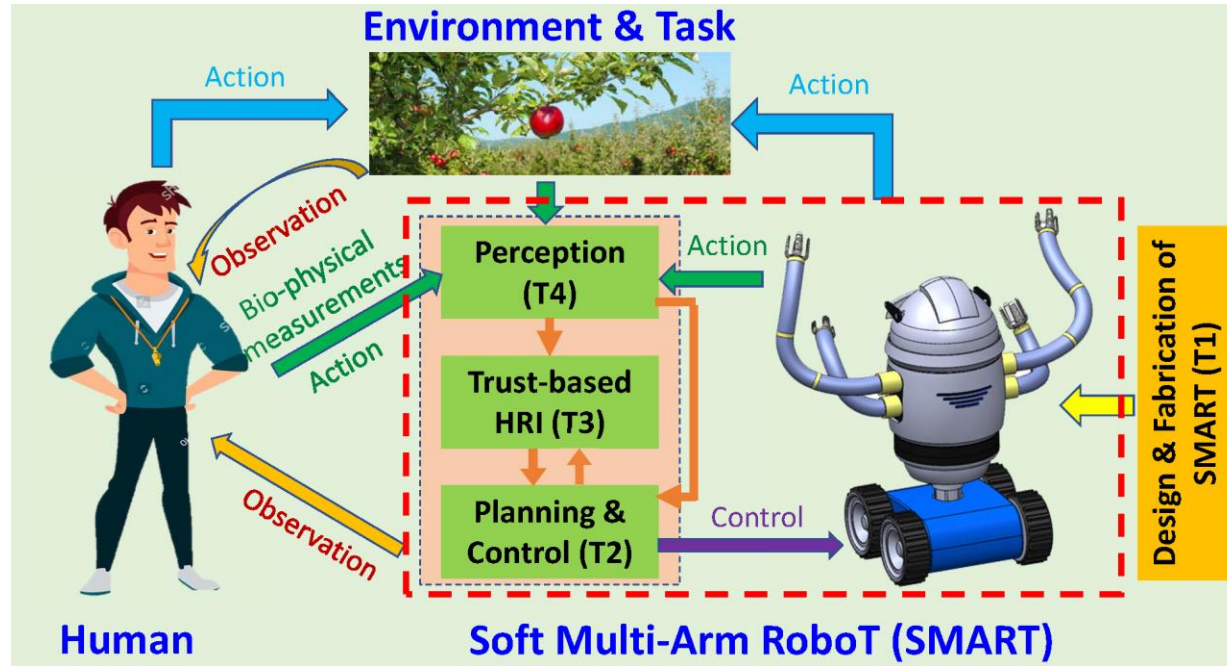 Environment & Task
Action
Action
Observation
Bio-physical
measurements
Action
Perception
(T4)
Action
Trust-based
HRI (T3)
Planning &
Control (T2)
Control
Observation
Design & Fabrication of
SMART (T1)
Human
Soft Multi-Arm RoboT (SMART)